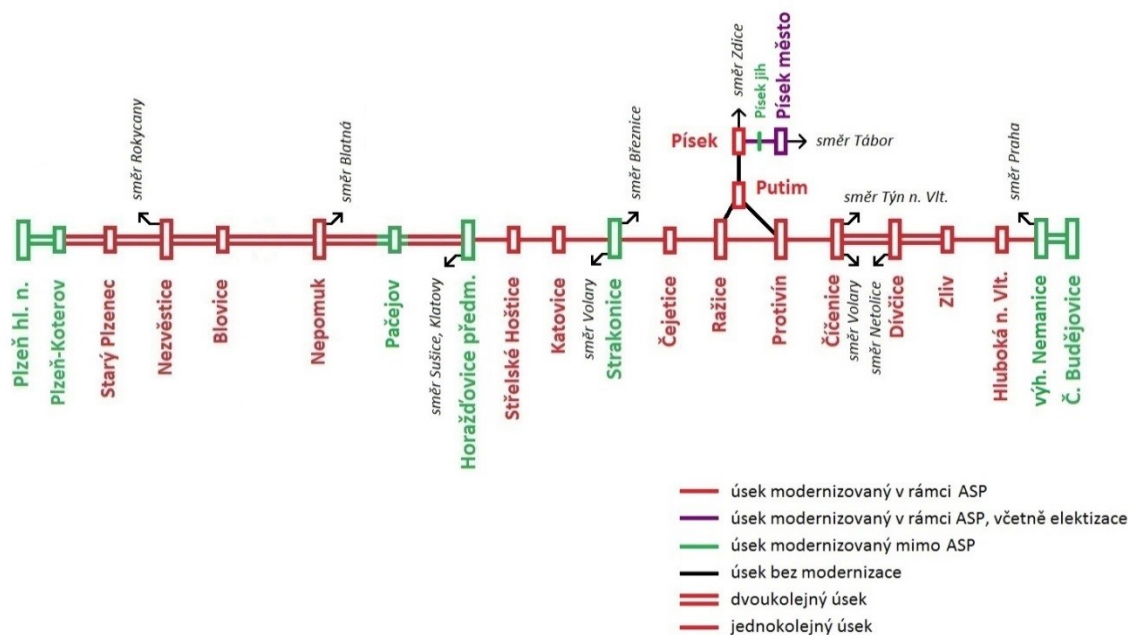 směr Zdice
Písek jih
Písek město
Písek
směr Tábor
Putim
směr Rokycany
směr Blatná
směr Březnice
směr Týn n. Vlt.
směr Praha
Plzeň hl. n.
Plzeň-Koterov
Starý Plzenec
Nezvěstice
Blovice
Nepomuk
Pačejov
směr Sušice, Klatovy
Horažďovice předm.
Střelské Hoštice
Katovice
směr Volary
Strakonice
Čejetice
Ražice
Protivín
Číčenice
směr Volary
směr Netolice
Dívčice
Zliv
Hluboká n. Vlt.
výh. Nemanice
Č. Budějovice
úsek modernizovaný v rámci ASP
úsek modernizovaný v rámci ASP, včetně elektizace
úsek modernizovaný mimo ASP
úsek bez modernizace
dvoukolejný úsek
jednokolejný úsek